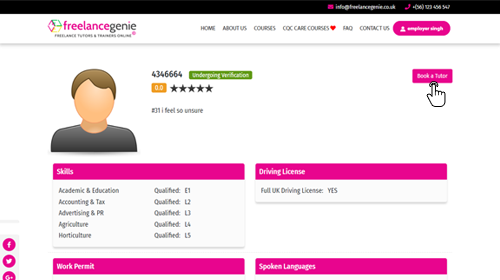 info@freelancegenie.co.uk +(56) 123 456 547
freelancegenie
FREELANCE TUTORS & TRAINERS ONLINE
HOME ABOUT US COURSES CQC CARE COURSES FAQ CONTACT US employer singh
4346664 Undergoing Verification
Book a Tutor
0.0
#31 i feel so unsure
Skills
Academic & Education Qualified: E1
Accounting & Tax Qualified: L2
Advertising & PR Qualified: L3
Agriculture Qualified: L4
Horticulture Qualified: L5
Driving License
Full UK Driving License: YES
Work Permit
Spoken Languages